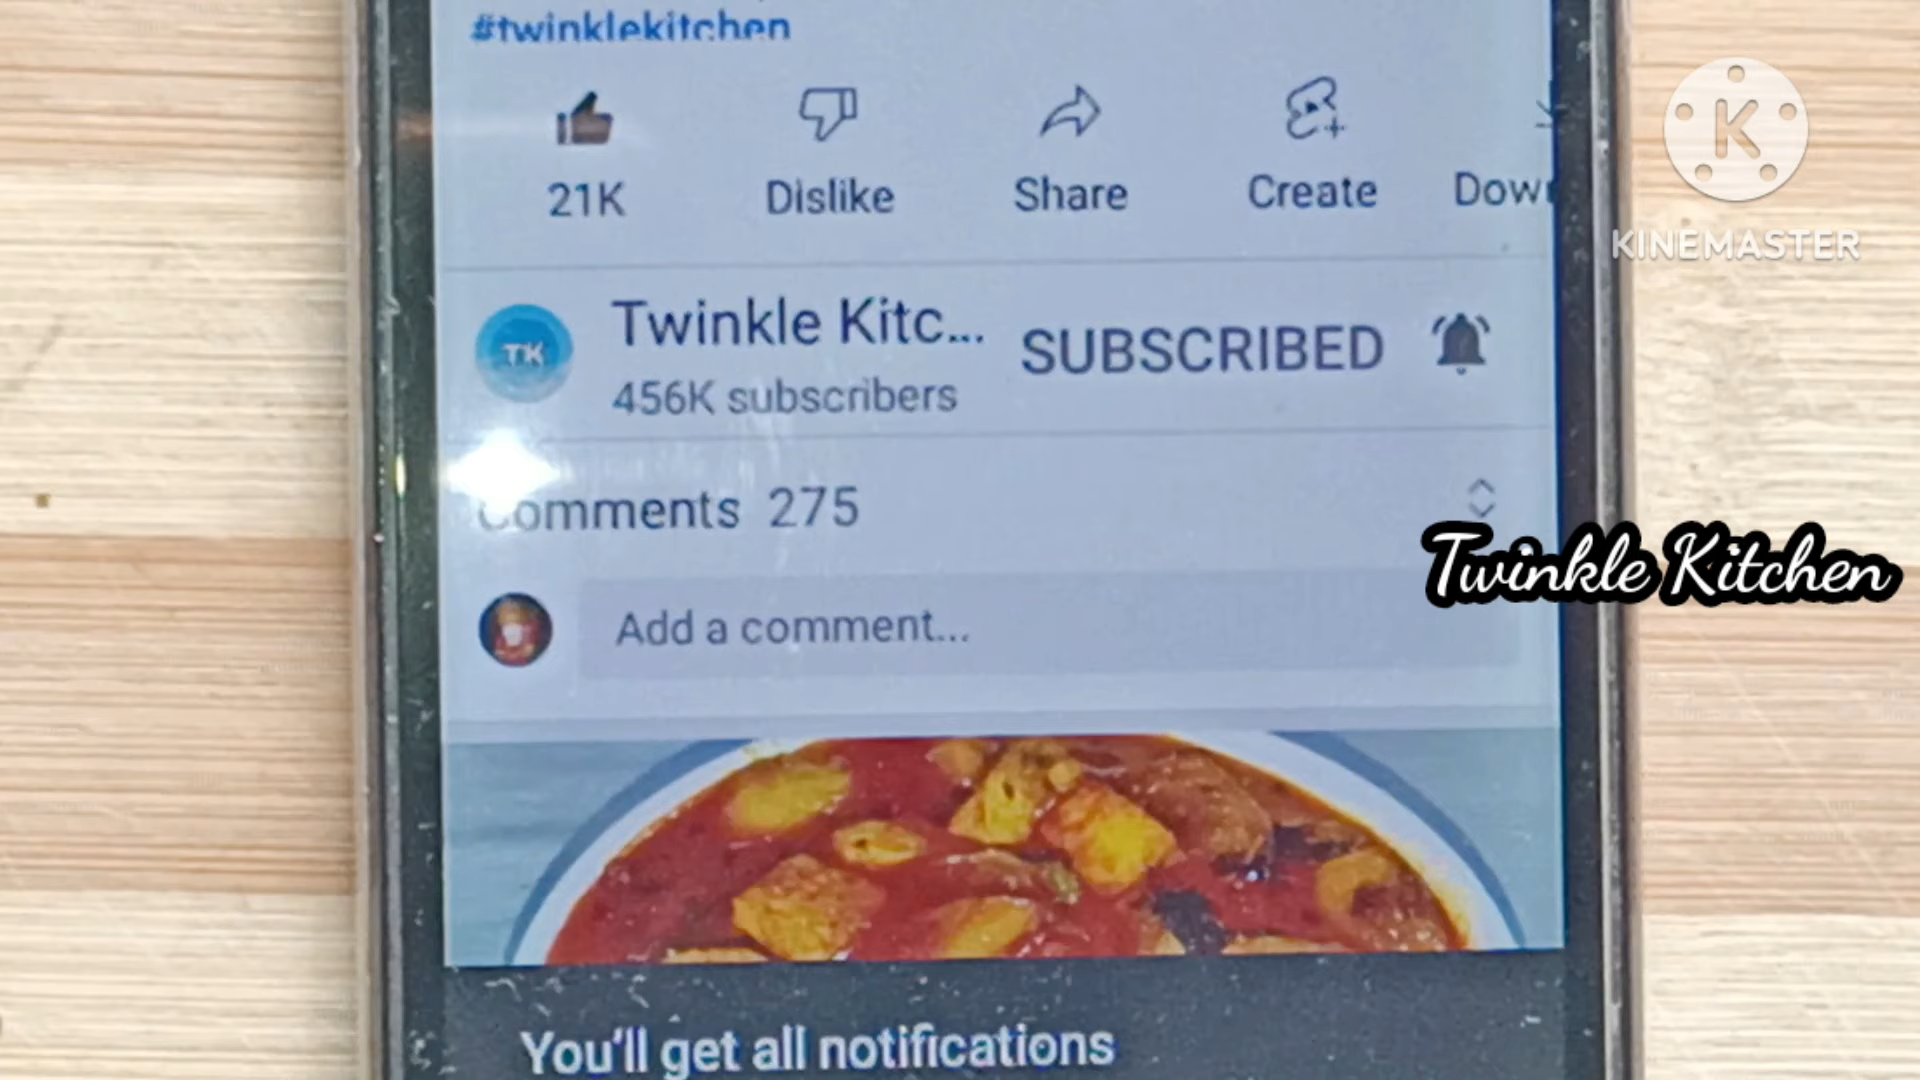 #twinklekitchen
21K
Dislike
Share
Create
Dow
K
KINEMASTER
TK
Twinkle Kitc...
456K subscribers
SUBSCRIBED
Comments 275
Twinkle Kitchen
Add a comment...
You'll get all notifications